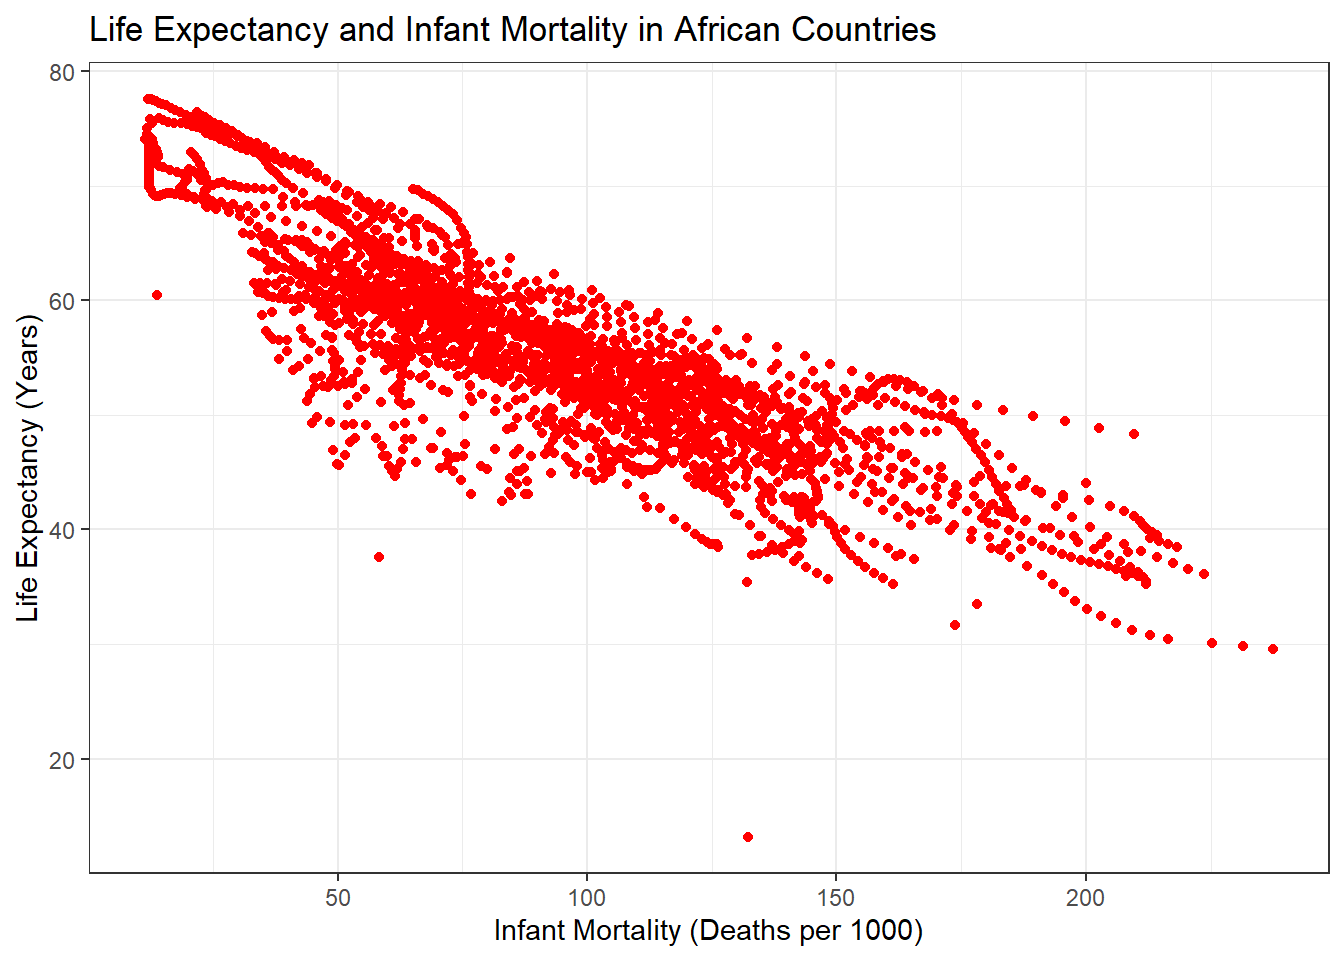 Life Expectancy and Infant Mortality in African Countries
80
60
40
20
Life Expectancy (Years)
50 100 150 200
Infant Mortality (Deaths per 1000)